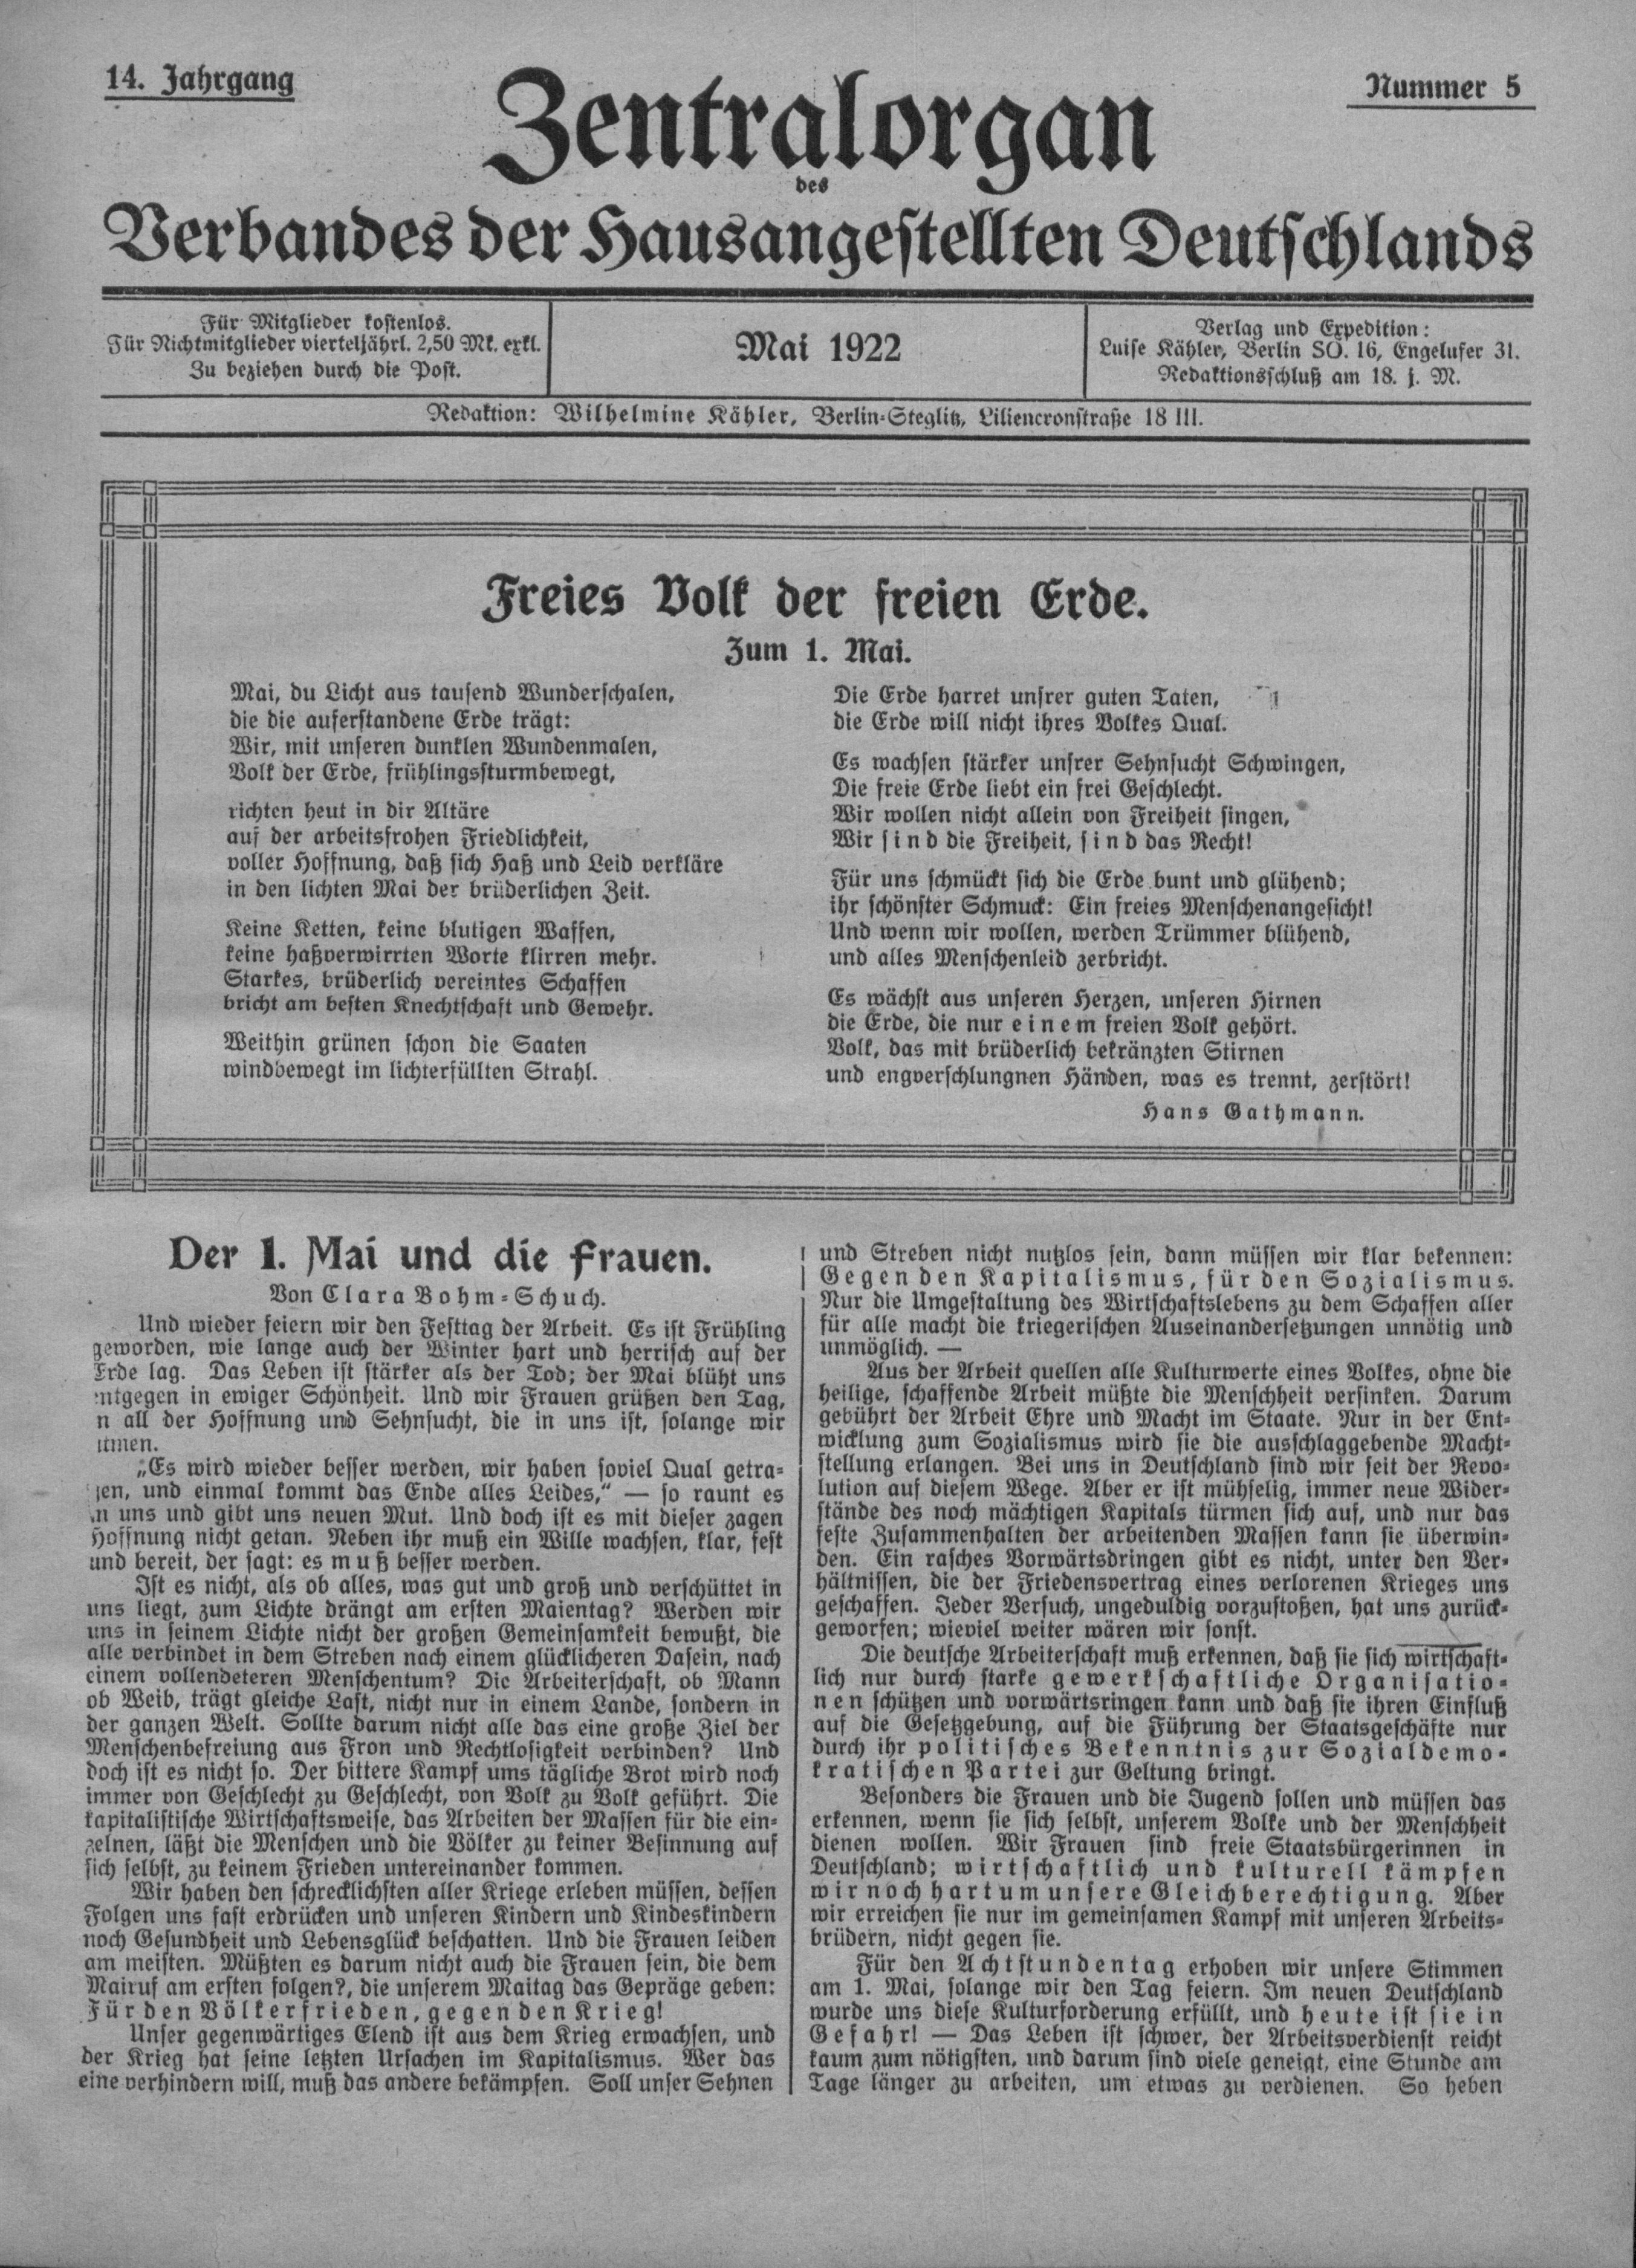 14. Jahrgang
Nummer 5
Zentralorgan
des
Verbandes der Hausangestellten Deutschlands
Für Mitglieder kostenlos.
Für Nichtmitglieder vierteljährl. 2,50 Mk. exkl.
Zu beziehen durch die Post.
Mai 1922
Verlag und Expedition:
Luise Kähler, Berlin SO. 16, Engelufer 31.
Redaktionsschluß am 18. j. M.
Redaktion: Wilhelmine Kähler, Berlin-Steglitz, Liliencronstraße 18 III.
Freies Volk der freien Erde.
Zum 1. Mai.
Mai, du Licht aus tausend Wunderschalen,
die die auferstandene Erde trägt:
Wir, mit unseren dunklen Wundenmalen,
Volk der Erde, frühlingssturmbewegt,
richten heut in dir Altäre
auf der arbeitsfrohen Friedlichkeit,
voller Hoffnung, daß sich Haß und Leid verkläre
in den lichten Mai der brüderlichen Zeit.
Keine Ketten, keine blutigen Waffen,
keine haßverwirrten Worte klirren mehr.
Starkes, brüderlich vereintes Schaffen
bricht am besten Knechtschaft und Gewehr.
Weithin grünen schon die Saaten
windbewegt im lichterfüllten Strahl.
Die Erde harret unsrer guten Taten,
die Erde will nicht ihres Volkes Qual.
Es wachsen stärker unsrer Sehnsucht Schwingen,
Die freie Erde liebt ein frei Geschlecht.
Wir wollen nicht allein von Freiheit singen,
Wir sind die Freiheit, sind das Recht!
Für uns schmückt sich die Erde bunt und glühend;
ihr schönster Schmuck: Ein freies Menschenangesicht!
Und wenn wir wollen, werden Trümmer blühend,
und alles Menschenleid zerbricht.
Es wächst aus unseren Herzen, unseren Hirnen
die Erde, die nur einem freien Volk gehört.
Volk, das mit brüderlich bekränzten Stirnen
und engverschlungnen Händen, was es trennt, zerstört!
Hans Gathmann.
Der 1. Mai und die Frauen.
Von Clara Bohm-Schuch.
Und wieder feiern wir den Festtag der Arbeit. Es ist Frühling
geworden, wie lange auch der Winter hart und herrisch auf der
Erde lag. Das Leben ist stärker als der Tod; der Mai blüht uns
entgegen in ewiger Schönheit. Und wir Frauen grüßen den Tag,
n all der Hoffnung und Sehnsucht, die in uns ist, solange wir
atmen.
„Es wird wieder besser werden, wir haben soviel Qual getra-
gen, und einmal kommt das Ende alles Leides," — so raunt es
in uns und gibt uns neuen Mut. Und doch ist es mit dieser zagen
Hoffnung nicht getan. Neben ihr muß ein Wille wachsen, klar, fest
und bereit, der sagt: es muß besser werden.
Ist es nicht, als ob alles, was gut und groß und verschüttet in
uns liegt, zum Lichte drängt am ersten Maientag? Werden wir
uns in seinem Lichte nicht der großen Gemeinsamkeit bewußt, die
alle verbindet in dem Streben nach einem glücklicheren Dasein, nach
einem vollendeteren Menschentum? Die Arbeiterschaft, ob Mann
ob Weib, trägt gleiche Last, nicht nur in einem Lande, sondern in
der ganzen Welt. Sollte darum nicht alle das eine große Ziel der
Menschenbefreiung aus Fron und Rechtlosigkeit verbinden? Und
doch ist es nicht so. Der bittere Kampf ums tägliche Brot wird noch
immer von Geschlecht zu Geschlecht, von Volk zu Volk geführt. Die
kapitalistische Wirtschaftsweise, das Arbeiten der Massen für die ein-
zelnen, läßt die Menschen und die Völker zu keiner Besinnung auf
sich selbst, zu keinem Frieden untereinander kommen.
Wir haben den schrecklichsten aller Kriege erleben müssen, dessen
Folgen uns fast erdrücken und unseren Kindern und Kindeskindern
noch Gesundheit und Lebensglück beschatten. Und die Frauen leiden
am meisten. Müßten es darum nicht auch die Frauen sein, die dem
Mairuf am ersten folgen?, die unserem Maitag das Gepräge geben:
Für den Völkerfrieden, gegen den Krieg!
Unser gegenwärtiges Elend ist aus dem Krieg erwachsen, und
der Krieg hat seine letzten Ursachen im Kapitalismus. Wer das
eine verhindern will, muß das andere bekämpfen. Soll unser Sehnen
und Streben nicht nutzlos sein, dann müssen wir klar bekennen:
Gegen den Kapitalismus, für den Sozialismus.
Nur die Umgestaltung des Wirtschaftslebens zu dem Schaffen aller
für alle macht die kriegerischen Auseinandersetzungen unnötig und
unmöglich. —
Aus der Arbeit quellen alle Kulturwerte eines Volkes, ohne die
heilige, schaffende Arbeit müßte die Menschheit versinken. Darum
gebührt der Arbeit Ehre und Macht im Staate. Nur in der Ent-
wicklung zum Sozialismus wird sie die ausschlaggebende Macht-
stellung erlangen. Bei uns in Deutschland sind wir seit der Revo-
lution auf diesem Wege. Aber er ist mühselig, immer neue Wider-
stände des noch mächtigen Kapitals türmen sich auf, und nur das
feste Zusammenhalten der arbeitenden Massen kann sie überwin-
den. Ein rasches Vorwärtsdringen gibt es nicht, unter den Ver-
hältnissen, die der Friedensvertrag eines verlorenen Krieges uns
geschaffen. Jeder Versuch, ungeduldig vorzustoßen, hat uns zurück-
geworfen; wieviel weiter wären wir sonst.
Die deutsche Arbeiterschaft muß erkennen, daß sie sich wirtschaft-
lich nur durch starke gewerkschaftliche Organisatio-
nen schützen und vorwärtsringen kann und daß sie ihren Einfluß
auf die Gesetzgebung, auf die Führung der Staatsgeschäfte nur
durch ihr politisches Bekenntnis zur Sozialdemo-
kratischen Partei zur Geltung bringt.
Besonders die Frauen und die Jugend sollen und müssen das
erkennen, wenn sie sich selbst, unserem Volke und der Menschheit
dienen wollen. Wir Frauen sind freie Staatsbürgerinnen in
Deutschland; wirtschaftlich und kulturell kämpfen
wir noch hart um unsere Gleichberechtigung. Aber
wir erreichen sie nur im gemeinsamen Kampf mit unseren Arbeits-
brüdern, nicht gegen sie.
Für den Achtstundentag erhoben wir unsere Stimmen
am 1. Mai, solange wir den Tag feiern. Im neuen Deutschland
wurde uns diese Kulturforderung erfüllt, und heute ist sie in
Gefahr! — Das Leben ist schwer, der Arbeitsverdienst reicht
kaum zum nötigsten, und darum sind viele geneigt, eine Stunde am
Tage länger zu arbeiten, um etwas zu verdienen. So heben